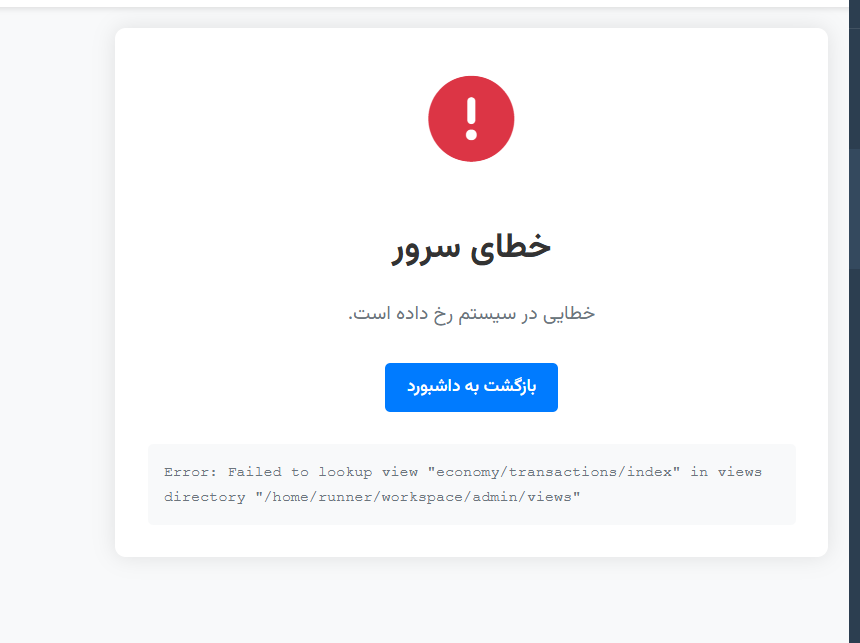 خطای سرور
خطایی در سیستم رخ داده است.
بازگشت به داشبورد
Error: Failed to lookup view "economy/transactions/index" in views
directory "/home/runner/workspace/admin/views"